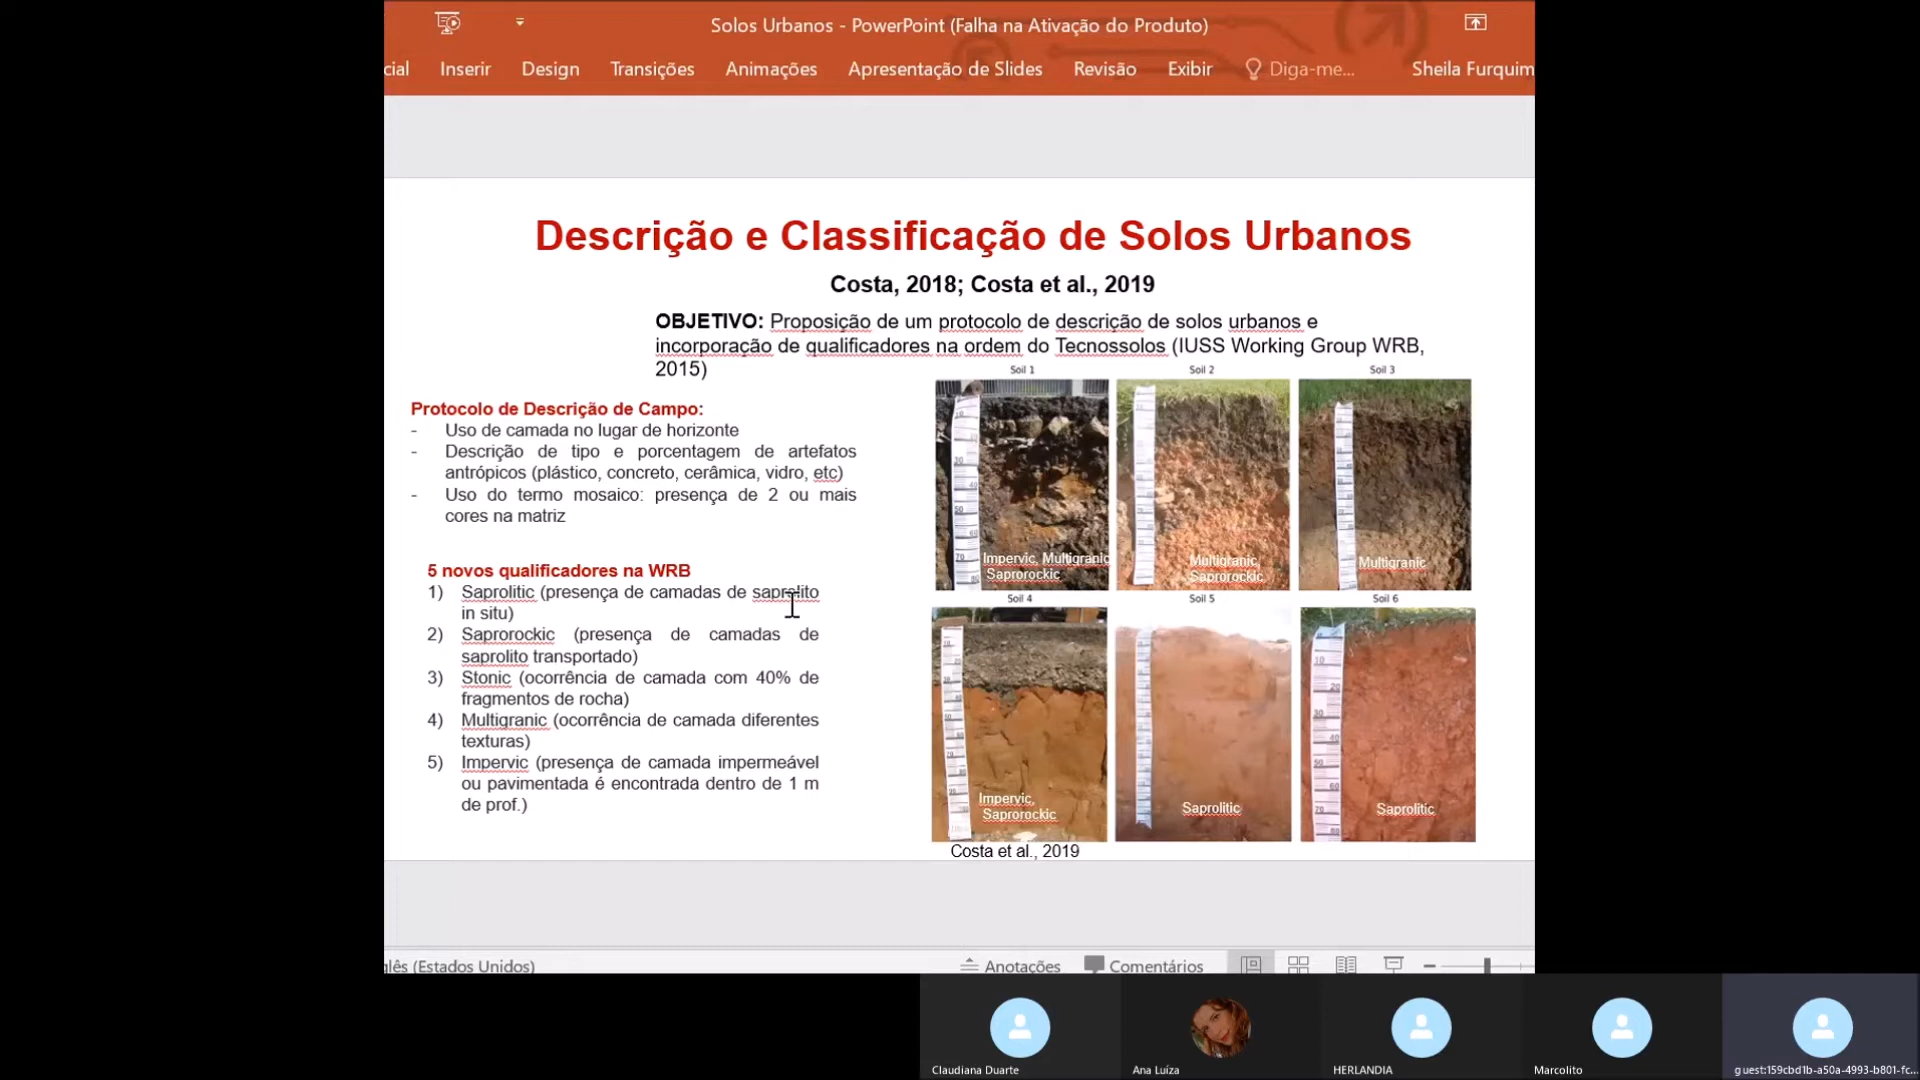 Solos Urbanos - PowerPoint (Falha na Ativação do Produto)
cial Inserir Design Transições Animações Apresentação de Slides Revisão Exibir Diga-me... Sheila Furquim
Descrição e Classificação de Solos Urbanos
Costa, 2018; Costa et al., 2019
OBJETIVO: Proposição de um protocolo de descrição de solos urbanos e
incorporação de qualificadores na ordem do Tecnossolos (IUSS Working Group WRB,
2015)
Protocolo de Descrição de Campo:
- Uso de camada no lugar de horizonte
- Descrição de tipo e porcentagem de artefatos
antrópicos (plástico, concreto, cerâmica, vidro, etc)
- Uso do termo mosaico: presença de 2 ou mais
cores na matriz
5 novos qualificadores na WRB
1) Saprolitic (presença de camadas de saprolito
in situ)
2) Saprorockic (presença de camadas de
saprolito transportado)
3) Stonic (ocorrência de camada com 40% de
fragmentos de rocha)
4) Multigranic (ocorrência de camada diferentes
texturas)
5) Impervic (presença de camada impermeável
ou pavimentada é encontrada dentro de 1 m
de prof.)
Soil 1 Soil 2 Soil 3
Impervic, Multigranic
Saprorockic
Multigranic,
Saprorockic
Multigranic
Soil 4 Soil 5 Soil 6
Impervic,
Saprorockic
Saprolitic
Saprolitic
Costa et al., 2019
glês (Estados Unidos) Anotações Comentários
Claudiana Duarte Ana Luíza HERLANDIA Marcolito guest:159cbd1b-a50a-4993-b801-fc...